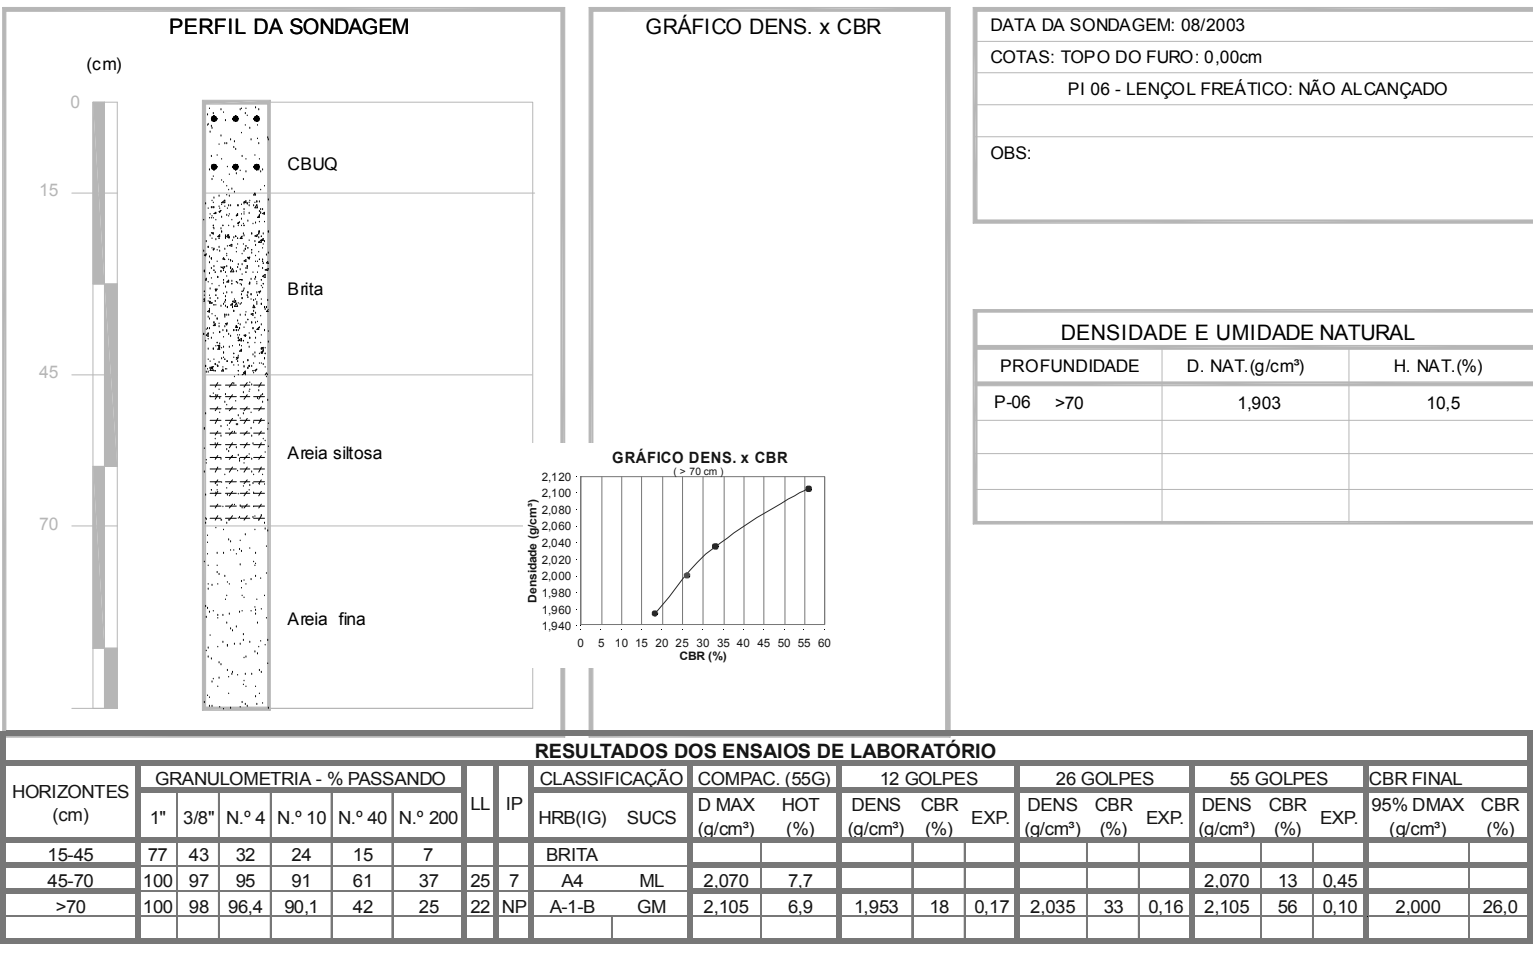 PERFIL DA SONDAGEM
(cm)
0
15
45
70
CBUQ
Brita
Areia siltosa
Areia fina
GRÁFICO DENS. x CBR
GRÁFICO DENS. x CBR
( > 70 cm )
Densidade (g/cm³)
2,120
2,100
2,080
2,060
2,040
2,020
2,000
1,980
1,960
1,940
0 5 10 15 20 25 30 35 40 45 50 55 60
CBR (%)
DATA DA SONDAGEM: 08/2003
COTAS: TOPO DO FURO: 0,00cm
PI 06 - LENÇOL FREÁTICO: NÃO ALCANÇADO
OBS:
DENSIDADE E UMIDADE NATURAL
PROFUNDIDADE D. NAT.(g/cm³) H. NAT.(%)
P-06 >70 1,903 10,5
RESULTADOS DOS ENSAIOS DE LABORATÓRIO
HORIZONTES (cm) GRANULOMETRIA - % PASSANDO LL IP CLASSIFICAÇÃO COMPAC. (55G) 12 GOLPES 26 GOLPES 55 GOLPES CBR FINAL
1" 3/8" N.º 4 N.º 10 N.º 40 N.º 200 HRB(IG) SUCS D MAX (g/cm³) HOT (%) DENS (g/cm³) CBR (%) EXP. DENS (g/cm³) CBR (%) EXP. DENS (g/cm³) CBR (%) EXP. 95% DMAX (g/cm³) CBR (%)
15-45 77 43 32 24 15 7 BRITA
45-70 100 97 95 91 61 37 25 7 A4 ML 2,070 7,7 2,070 13 0,45
>70 100 98 96,4 90,1 42 25 22 NP A-1-B GM 2,105 6,9 1,953 18 0,17 2,035 33 0,16 2,105 56 0,10 2,000 26,0